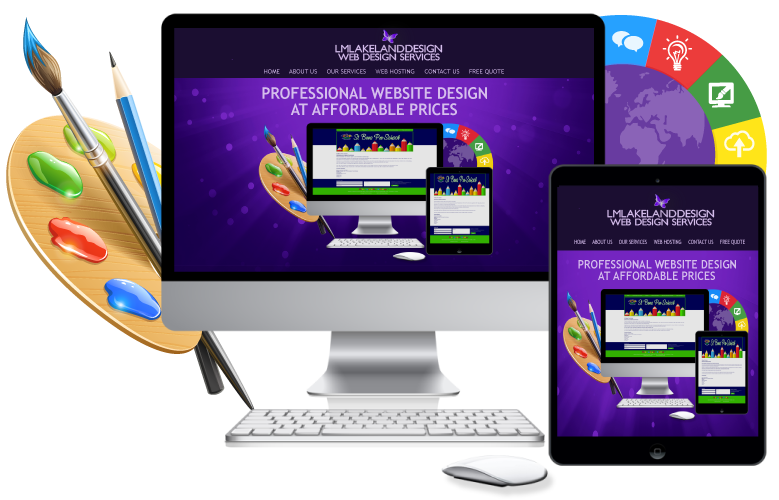 LMLAKELANDDESIGN
WEB DESIGN SERVICES
HOME ABOUT US OUR SERVICES WEB HOSTING CONTACT US FREE QUOTE
PROFESSIONAL WEBSITE DESIGN
AT AFFORDABLE PRICES
LMLAKELANDDESIGN
WEB DESIGN SERVICES
HOME ABOUT US OUR SERVICES WEB HOSTING CONTACT US FREE QUOTE
PROFESSIONAL WEBSITE DESIGN
AT AFFORDABLE PRICES